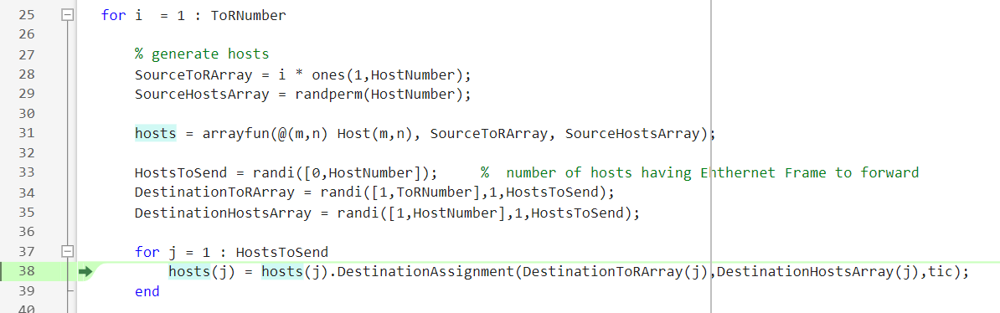 25 for i  = 1 : ToRNumber
26
27 % generate hosts
28 SourceToRArray = i * ones(1,HostNumber);
29 SourceHostsArray = randperm(HostNumber);
30
31 hosts = arrayfun(@(m,n) Host(m,n), SourceToRArray, SourceHostsArray);
32
33 HostsToSend = randi([0,HostNumber]);     %  number of hosts having Ehthernet Frame to forward
34 DestinationToRArray = randi([1,ToRNumber],1,HostsToSend);
35 DestinationHostsArray = randi([1,HostNumber],1,HostsToSend);
36
37 for j = 1 : HostsToSend
38 hosts(j) = hosts(j).DestinationAssignment(DestinationToRArray(j),DestinationHostsArray(j),tic);
39 end
40